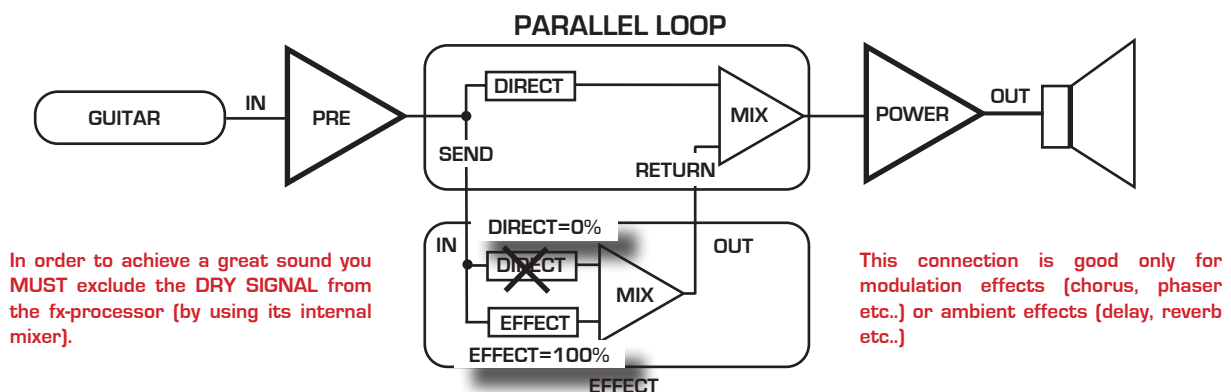 PARALLEL LOOP
GUITAR
IN
PRE
DIRECT
SEND
MIX
RETURN
POWER
OUT
DIRECT=0%
IN
DIRECT
EFFECT
MIX
OUT
EFFECT=100%
EFFECT
In order to achieve a great sound you
MUST exclude the DRY SIGNAL from
the fx-processor (by using its internal
mixer).
This connection is good only for
modulation effects (chorus, phaser
etc..) or ambient effects (delay, reverb
etc..)